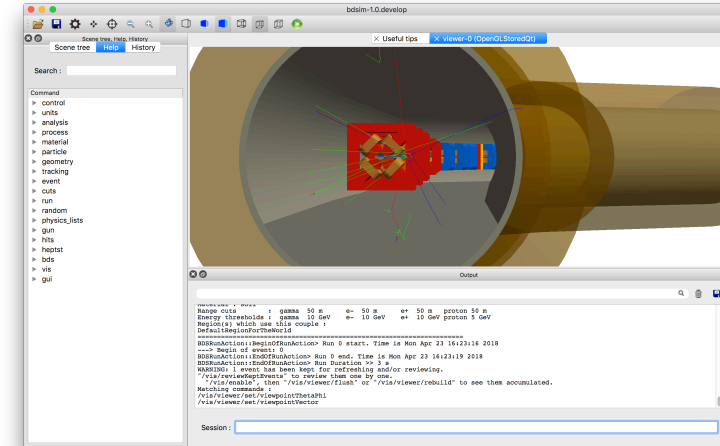 bdsim-1.0.develop
Scene tree, Help, History
Scene tree Help History
Search :
Command
control
units
analysis
process
material
particle
geometry
tracking
event
cuts
run
random
physics_lists
gun
hits
heptst
bds
vis
gui
× Useful tips × viewer-0 (OpenGLStoredQt)
Output
Range cuts : gamma 50 m e- 50 m e+ 50 m proton 50 m
Energy thresholds : gamma 10 GeV e- 10 GeV e+ 10 GeV proton 5 GeV
Region(s) which use this couple :
DefaultRegionForTheWorld
==================================================================
BDSRunAction::BeginOfRunAction> Run 0 start. Time is Mon Apr 23 16:23:16 2018
---> Begin of event: 0
BDSRunAction::EndOfRunAction> Run 0 end. Time is Mon Apr 23 16:23:19 2018
BDSRunAction::EndOfRunAction> Run Duration >> 3 s
WARNING: 1 event has been kept for refreshing and/or reviewing.
"/vis/reviewKeptEvents" to review them one by one.
"/vis/enable", then "/vis/viewer/flush" or "/vis/viewer/rebuild" to see them accumulated.
Matching commands :
/vis/viewer/set/viewpointThetaPhi
/vis/viewer/set/viewpointVector
Session :